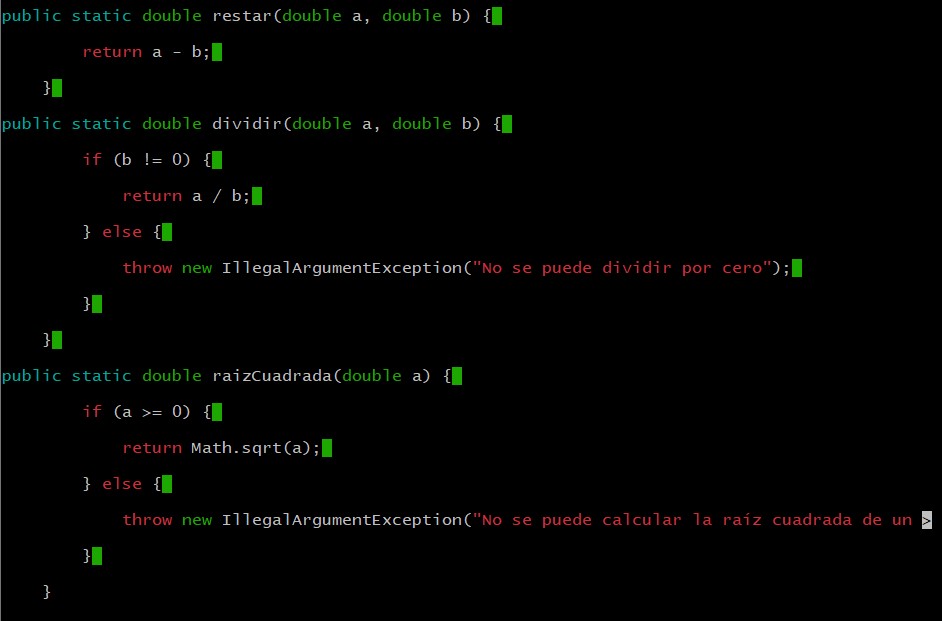 public static double restar(double a, double b) {
        return a - b;
    }
public static double dividir(double a, double b) {
        if (b != 0) {
            return a / b;
        } else {
            throw new IllegalArgumentException("No se puede dividir por cero");
        }
    }
public static double raizCuadrada(double a) {
        if (a >= 0) {
            return Math.sqrt(a);
        } else {
            throw new IllegalArgumentException("No se puede calcular la raíz cuadrada de un >
        }
    }